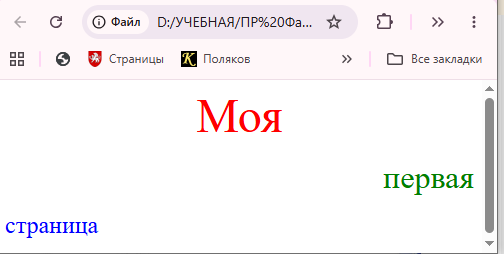 Файл D:/УЧЕБНАЯ/ПР%20Фа...
Страницы K Поляков Все закладки
Моя
первая
страница